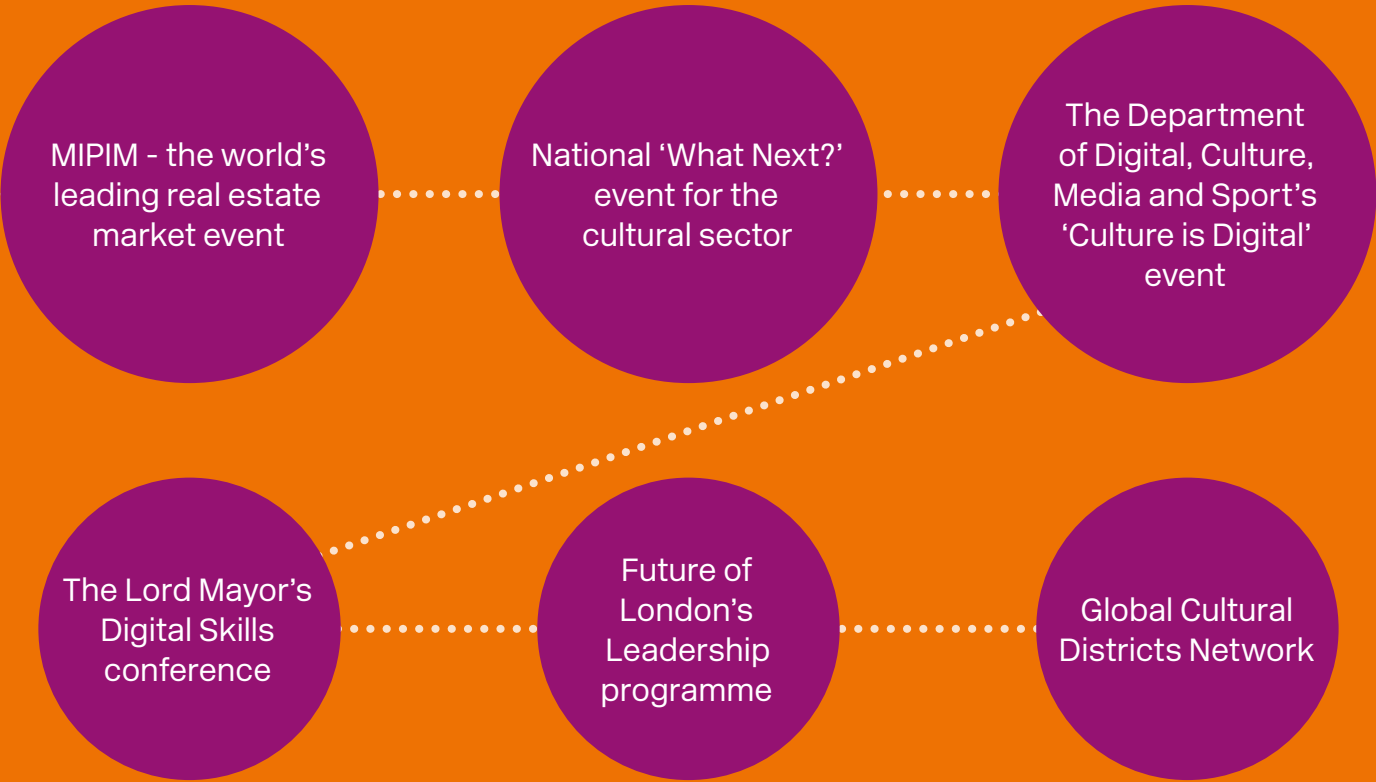 MIPIM - the world's
leading real estate
market event
National ‘What Next?’
event for the
cultural sector
The Department
of Digital, Culture,
Media and Sport’s
‘Culture is Digital’
event
The Lord Mayor’s
Digital Skills
conference
Future of
London’s
Leadership
programme
Global Cultural
Districts Network